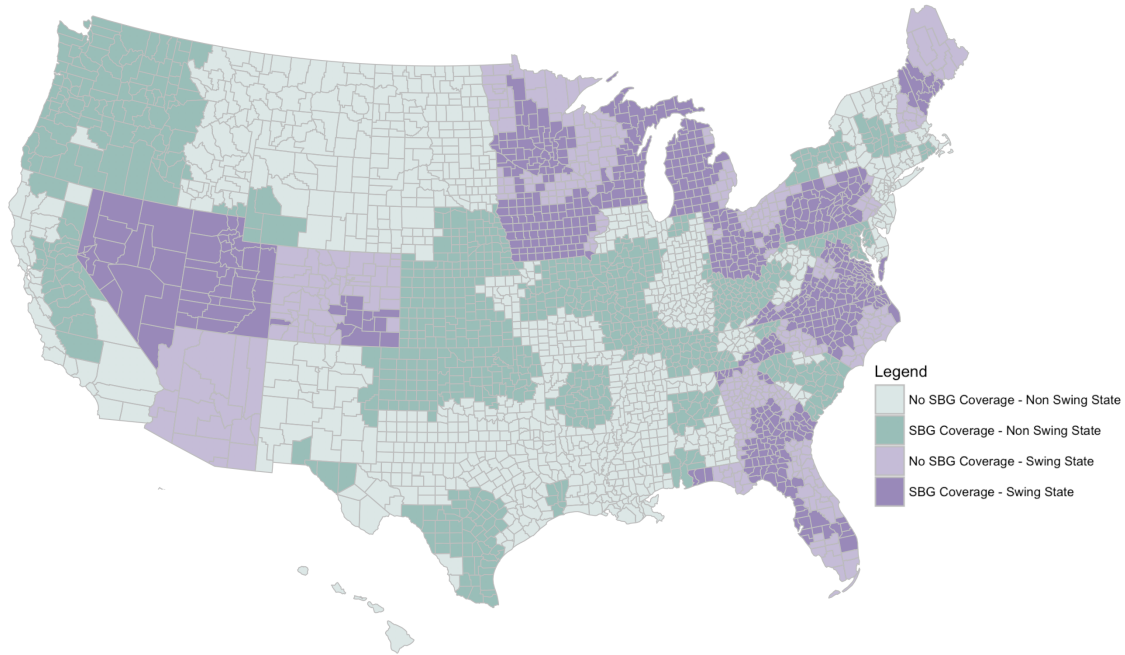 Legend
No SBG Coverage - Non Swing State
SBG Coverage - Non Swing State
No SBG Coverage - Swing State
SBG Coverage - Swing State